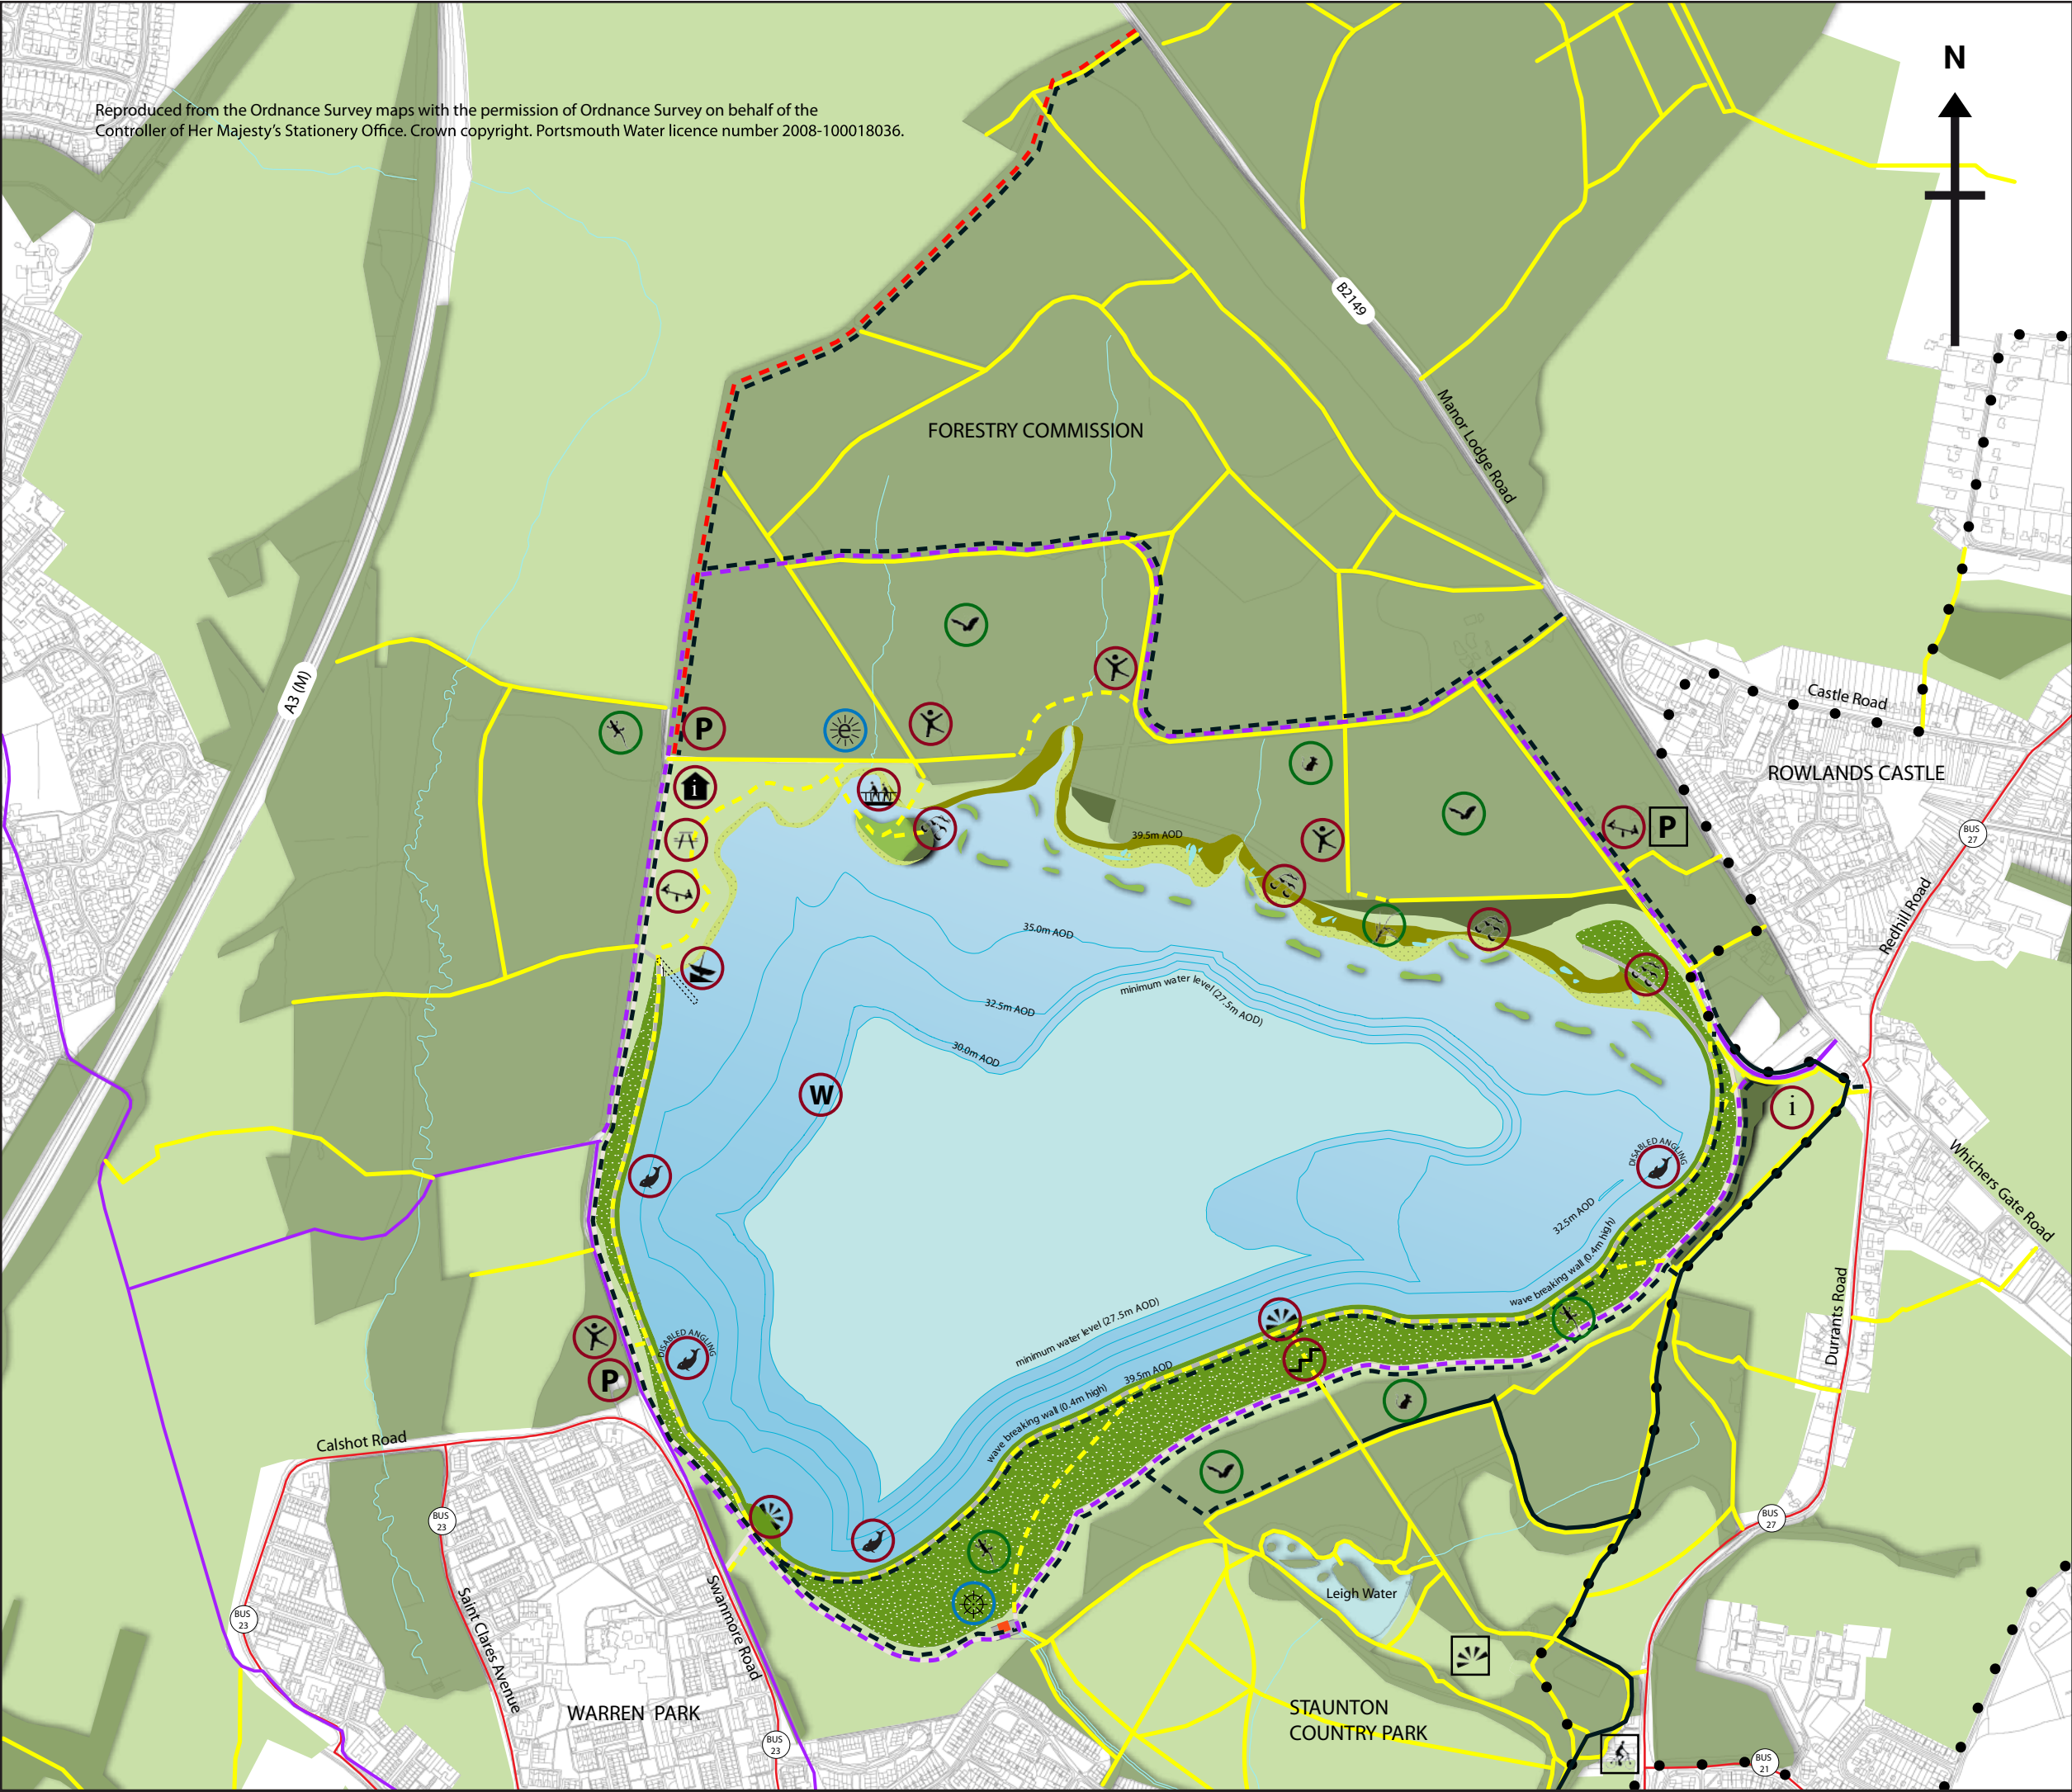 N
Reproduced from the Ordnance Survey maps with the permission of Ordnance Survey on behalf of the
Controller of Her Majesty's Stationery Office. Crown copyright. Portsmouth Water licence number 2008-100018036.
B2149
Manor Lodge Road
FORESTRY COMMISSION
A3 (M)
Castle Road
ROWLANDS CASTLE
P
e
i
P
BUS
27
39.5m AOD
Redhill Road
35.0m AOD
32.5m AOD
minimum water level (27.5m AOD)
30.0m AOD
W
i
DISABLED ANGLING
Whichers Gate Road
32.5m AOD
wave breaking wall (0.4m high)
Durrants Road
minimum water level (27.5m AOD)
DISABLED ANGLING
P
39.5m AOD
wave breaking wall (0.4m high)
Calshot Road
BUS
23
BUS
27
Swanmore Road
Saint Clares Avenue
Leigh Water
BUS
23
WARREN PARK
STAUNTON
COUNTRY PARK
BUS
23
BUS
21